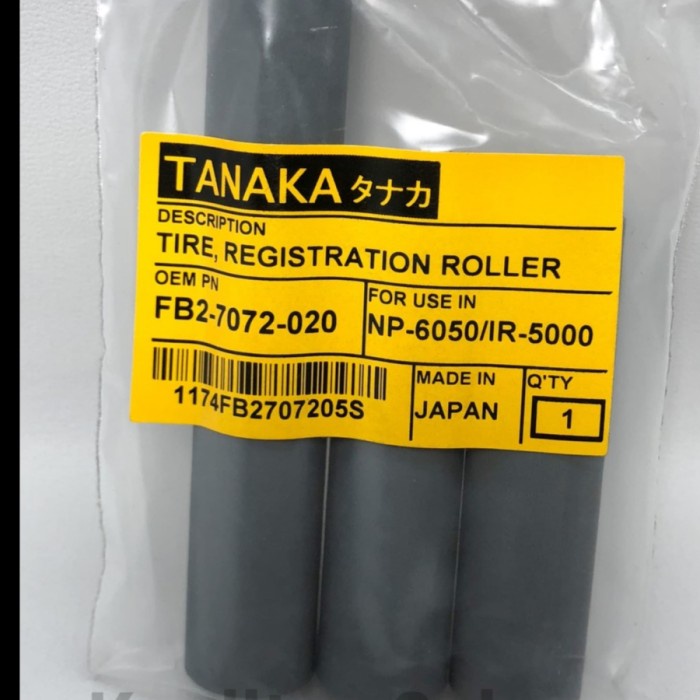 TANAKA タナカ
DESCRIPTION
TIRE, REGISTRATION ROLLER
OEM PN
FB2-7072-020
FOR USE IN
NP-6050/IR-5000
1174FB2707205S
MADE IN
JAPAN
Q'TY
1